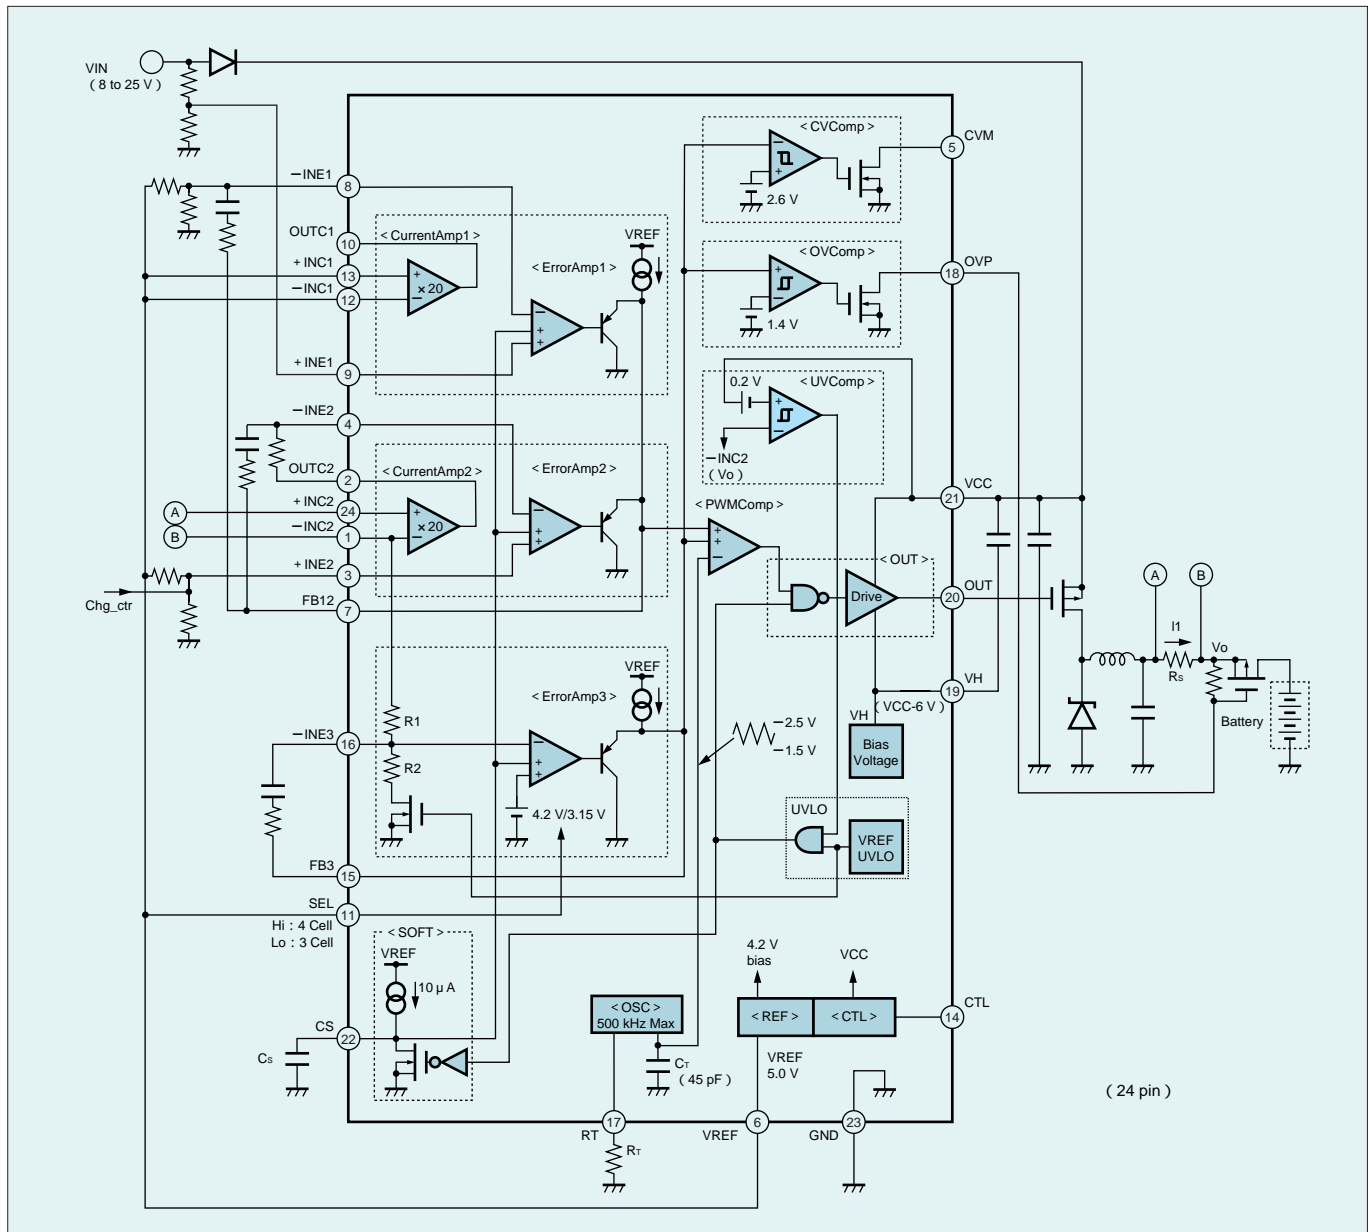 VIN
( 8 to 25 V )
< CVComp >
CVM
5
−
+
2.6 V
−INE1
8
OUTC1
10
< CurrentAmp1 >
VREF
< OVComp >
OVP
18
+
−
1.4 V
+ INC1
13
−INC1
12
+
×20
−
< ErrorAmp1 >
−
+
+
+ INE1
9
0.2 V
< UVComp >
+
−
−INC2
( Vo )
−INE2
4
OUTC2
2
< CurrentAmp2 >
< ErrorAmp2 >
VCC
21
+ INC2
24
A
−INC2
1
B
+
×20
−
−
+
+
< PWMComp >
+
+
−
< OUT >
Drive
OUT
20
+ INE2
3
Chg_ctr
FB12
7
A
B
I1
RS
Vo
Battery
VREF
< ErrorAmp3 >
VH
19
( VCC-6 V )
VH
Bias
Voltage
R1
−INE3
16
R2
−
+
+
−2.5 V
−1.5 V
4.2 V/3.15 V
UVLO
VREF
UVLO
FB3
15
SEL
11
Hi : 4 Cell
Lo : 3 Cell
< SOFT >
VREF
10 µ A
4.2 V
bias
VCC
< OSC >
500 kHz Max
< REF >
< CTL >
CTL
14
CS
22
CS
CT
( 45 pF )
VREF
5.0 V
( 24 pin )
17
RT
6
VREF
23
GND
RT